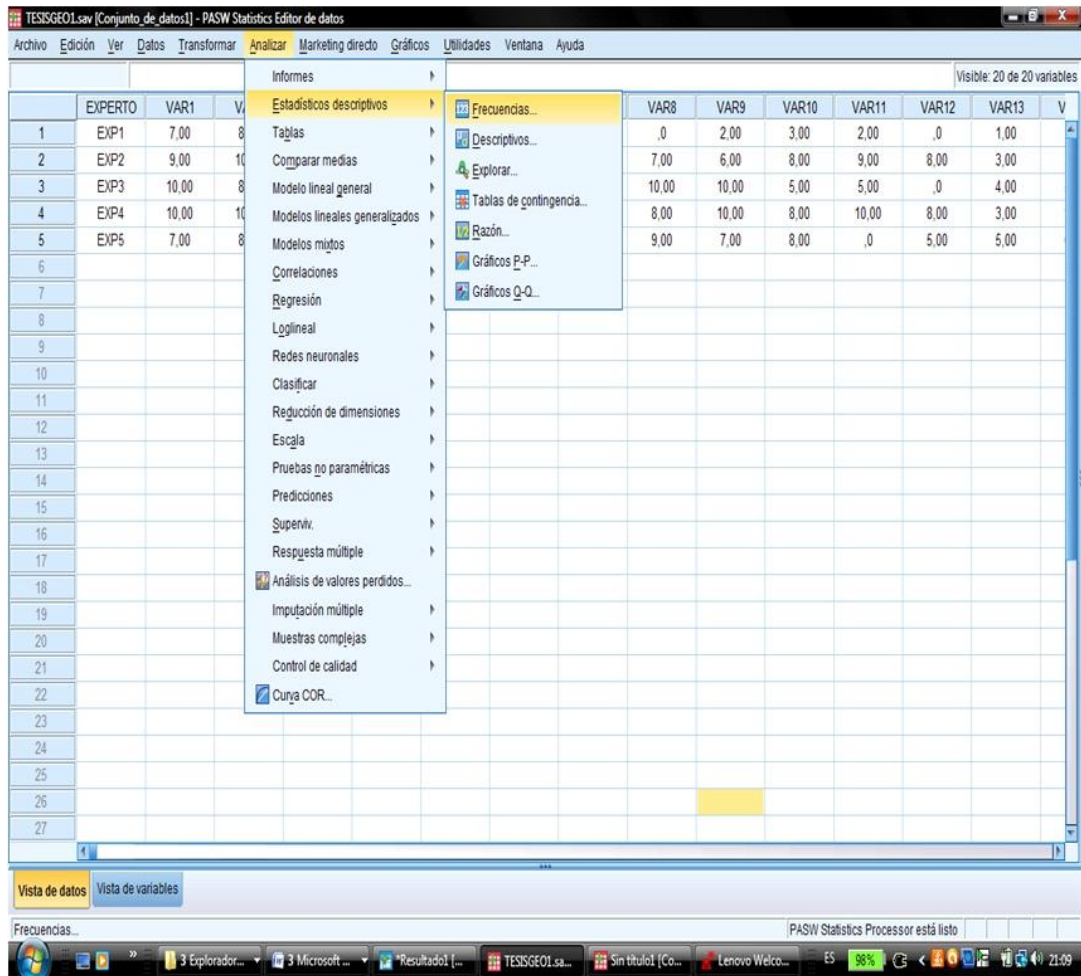 TESISGEO1.sav [Conjunto_de_datos1] - PASW Statistics Editor de datos
Archivo Edición Ver Datos Transformar Analizar Marketing directo Gráficos Utilidades Ventana Ayuda
Visible: 20 de 20 variables
EXPERTO VAR1 VAR8 VAR9 VAR10 VAR11 VAR12 VAR13 V
1 EXP1 7,00 8 ,0 2,00 3,00 2,00 ,0 1,00
2 EXP2 9,00 10 7,00 6,00 8,00 9,00 8,00 3,00
3 EXP3 10,00 8 10,00 10,00 5,00 5,00 ,0 4,00
4 EXP4 10,00 10 8,00 10,00 8,00 10,00 8,00 3,00
5 EXP5 7,00 8 9,00 7,00 8,00 ,0 5,00 5,00
6
7
8
9
10
11
12
13
14
15
16
17
18
19
20
21
22
23
24
25
26
27
Informes
Estadísticos descriptivos
Tablas
Comparar medias
Modelo lineal general
Modelos lineales generalizados
Modelos mixtos
Correlaciones
Regresión
Loglineal
Redes neuronales
Clasificar
Reducción de dimensiones
Escala
Pruebas no paramétricas
Predicciones
Superviv.
Respuesta múltiple
Análisis de valores perdidos...
Imputación múltiple
Muestras complejas
Control de calidad
Curva COR...
Frecuencias...
Descriptivos...
Explorar...
Tablas de contingencia...
Razón...
Gráficos P-P...
Gráficos Q-Q...
Vista de datos Vista de variables
Frecuencias...
PASW Statistics Processor está listo
3 Explorador... 3 Microsoft ... *Resultado1 [... TESISGEO1.sa... Sin título1 [Co... Lenovo Welco... ES 98% 21:09